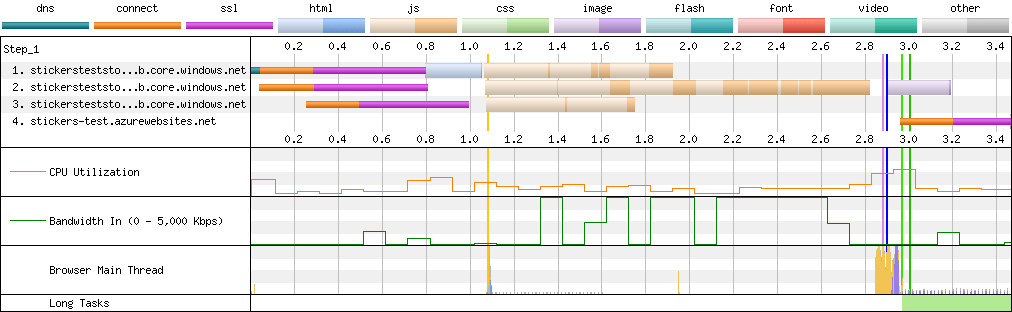 dns connect ssl html js css image flash font video other
Step_1 0.2 0.4 0.6 0.8 1.0 1.2 1.4 1.6 1.8 2.0 2.2 2.4 2.6 2.8 3.0 3.2 3.4
1. stickersteststo...b.core.windows.net
2. stickersteststo...b.core.windows.net
3. stickersteststo...b.core.windows.net
4. stickers-test.azurewebsites.net
0.2 0.4 0.6 0.8 1.0 1.2 1.4 1.6 1.8 2.0 2.2 2.4 2.6 2.8 3.0 3.2 3.4
CPU Utilization
Bandwidth In (0 - 5,000 Kbps)
Browser Main Thread
Long Tasks